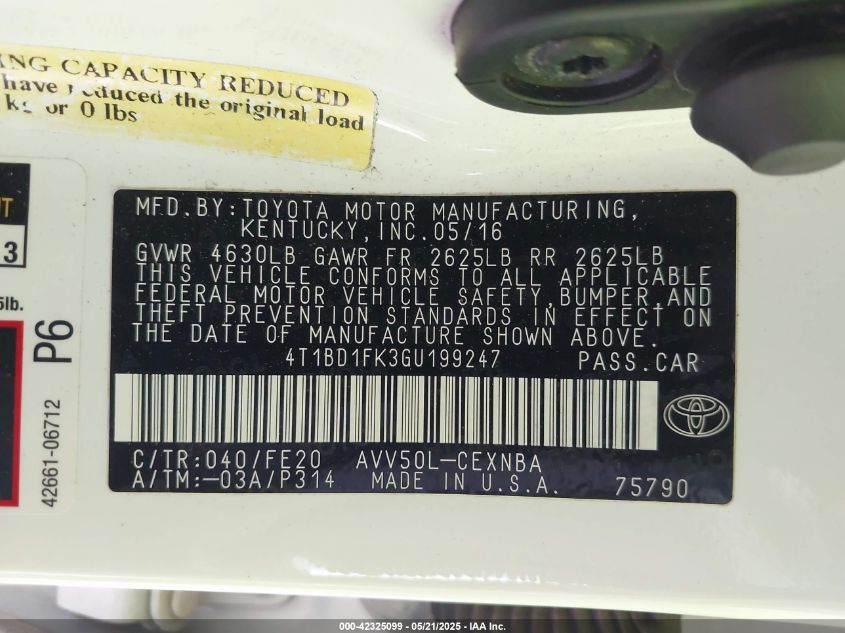 NG CAPACITY REDUCED
have reduced the original load
or 0 lbs
3
5lb.
P6
42661-06712
MFD.BY:TOYOTA MOTOR MANUFACTURING,
KENTUCKY,INC.05/16
GVWR 4630LB GAWR FR 2625LB RR 2625LB
THIS VEHICLE CONFORMS TO ALL APPLICABLE
FEDERAL MOTOR VEHICLE SAFETY,BUMPER,AND
THEFT PREVENTION STANDARDS IN EFFECT ON
THE DATE OF MANUFACTURE SHOWN ABOVE.
4T1BD1FK3GU199247 PASS.CAR
C/TR:040/FE20 AVV50L-CEXNBA
A/TM:-03A/P314 MADE IN U.S.A. 75790
000-42325099 - 05/21/2025 - IAA Inc.